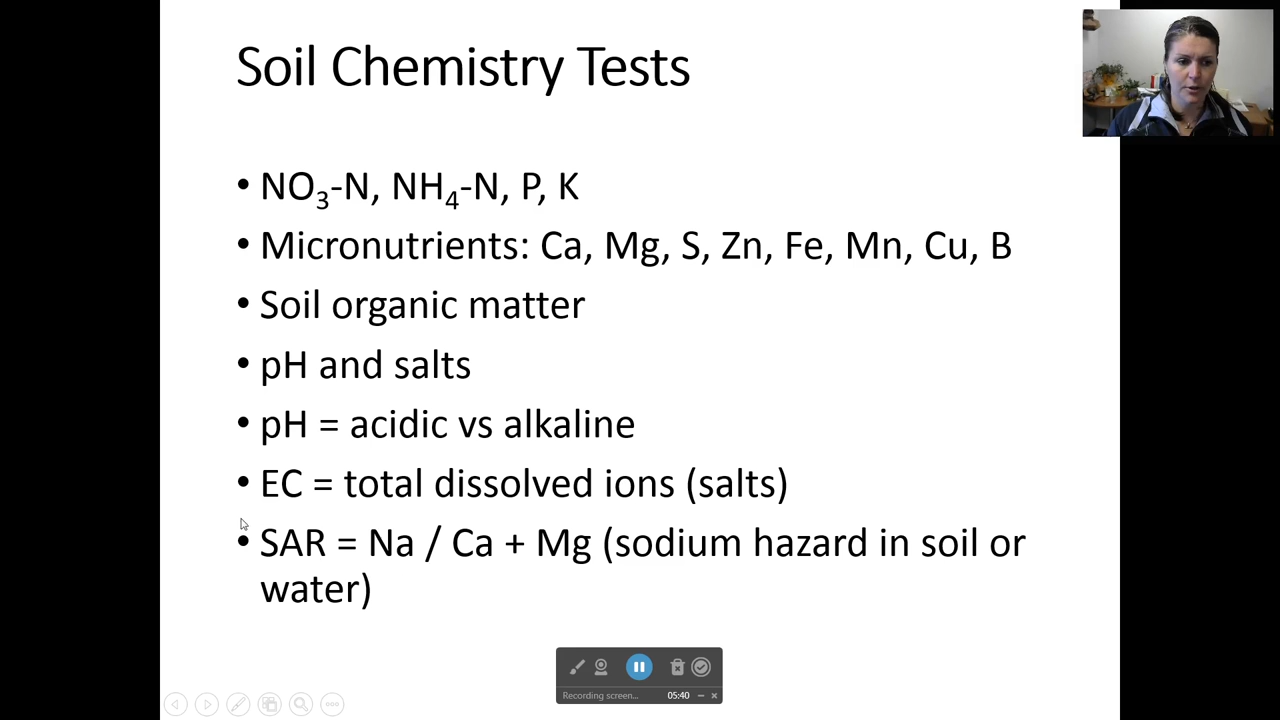 Soil Chemistry Tests
• NO₃-N, NH₄-N, P, K
• Micronutrients: Ca, Mg, S, Zn, Fe, Mn, Cu, B
• Soil organic matter
• pH and salts
• pH = acidic vs alkaline
• EC = total dissolved ions (salts)
• SAR = Na / Ca + Mg (sodium hazard in soil or
water)
Recording screen... 05:40